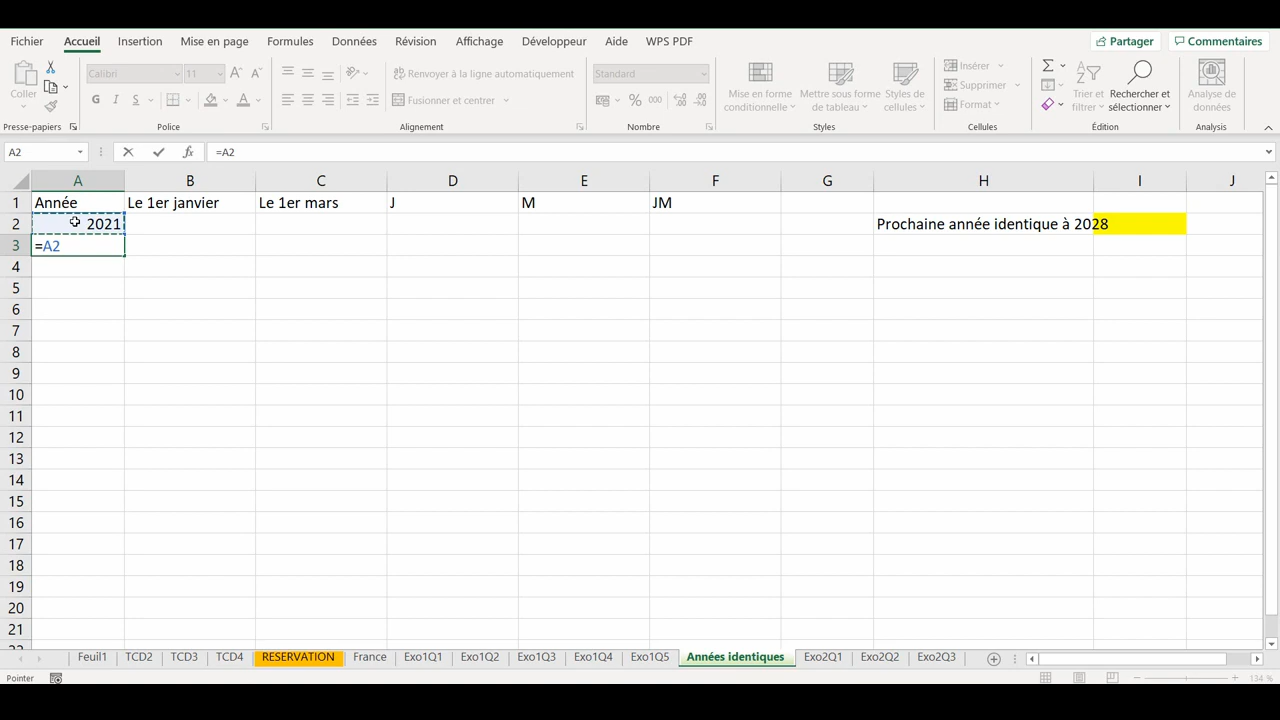 Fichier Accueil Insertion Mise en page Formules Données Révision Affichage Développeur Aide WPS PDF Partager Commentaires
Coller Calibri 11 Renvoyer à la ligne automatiquement Standard Mise en forme conditionnelle Mettre sous forme de tableau Styles de cellules Insérer Supprimer Format Trier et filtrer Rechercher et sélectionner Analyse de données
G I S Fusionner et centrer % 000
Presse-papiers Police Alignement Nombre Styles Cellules Édition Analyse
A2 fx =A2
A B C D E F G H I J
1 Année Le 1er janvier Le 1er mars J M JM
2 2021 Prochaine année identique à 2028
3 =A2
4
5
6
7
8
9
10
11
12
13
14
15
16
17
18
19
20
21
Feuil1 TCD2 TCD3 TCD4 RESERVATION France Exo1Q1 Exo1Q2 Exo1Q3 Exo1Q4 Exo1Q5 Années identiques Exo2Q1 Exo2Q2 Exo2Q3
Pointer 134 %